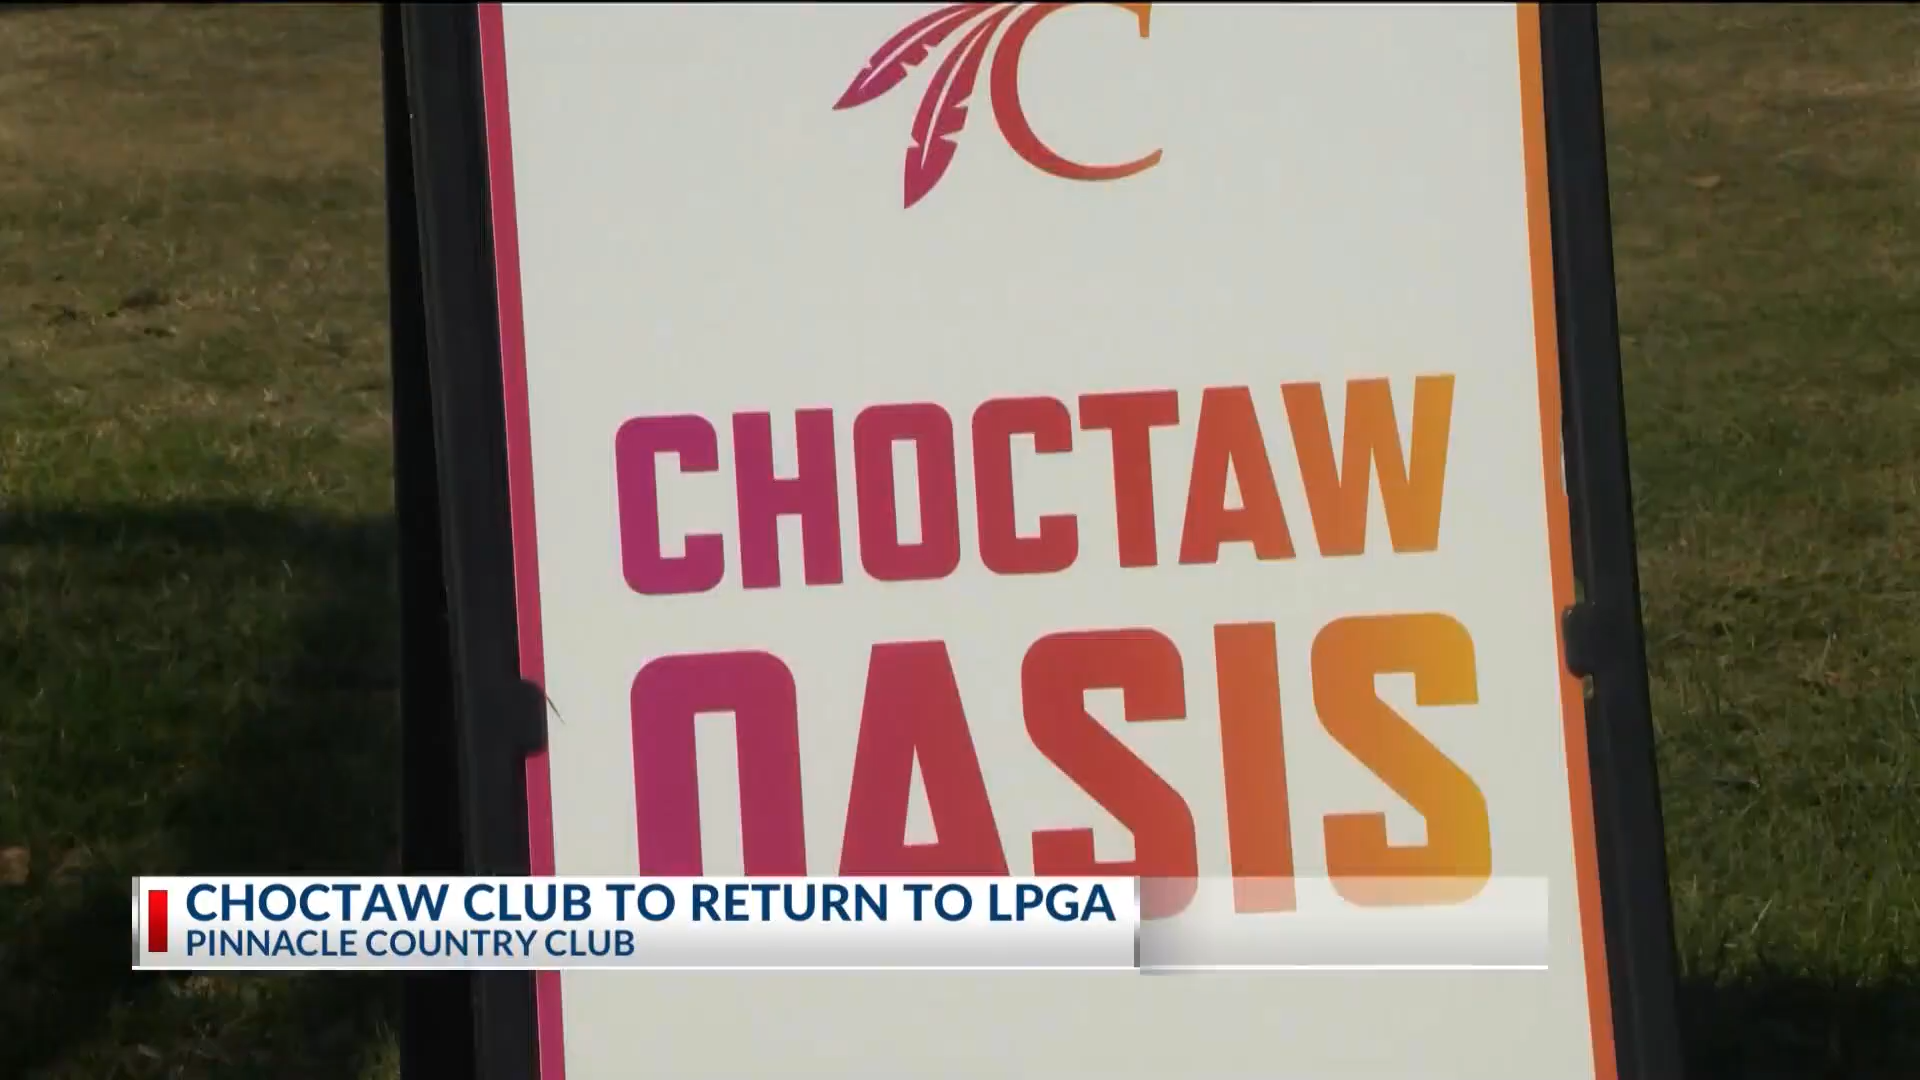 C
CHOCTAW
OASIS
CHOCTAW CLUB TO RETURN TO LPGA
PINNACLE COUNTRY CLUB